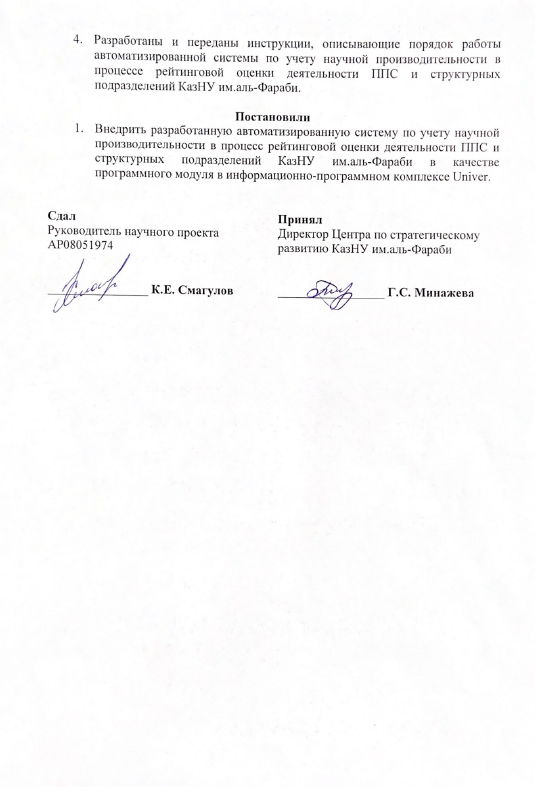 4. Разработаны и переданы инструкции, описывающие порядок работы
автоматизированной системы по учету научной производительности в
процессе рейтинговой оценки деятельности ППС и структурных
подразделений КазНУ им.аль-Фараби.
Постановили
1. Внедрить разработанную автоматизированную систему по учету научной
производительности в процесс рейтинговой оценки деятельности ППС и
структурных подразделений КазНУ им.аль-Фараби в качестве
программного модуля в информационно-программном комплексе Univer.
Сдал
Руководитель научного проекта
АР08051974
К.Е. Смагулов
Принял
Директор Центра по стратегическому
развитию КазНУ им.аль-Фараби
Г.С. Минажева